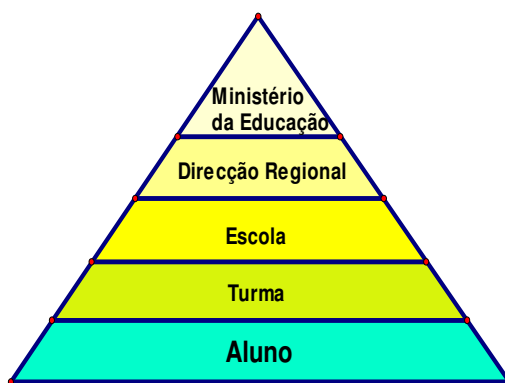 Ministério
da Educação
Direcção Regional
Escola
Turma
Aluno